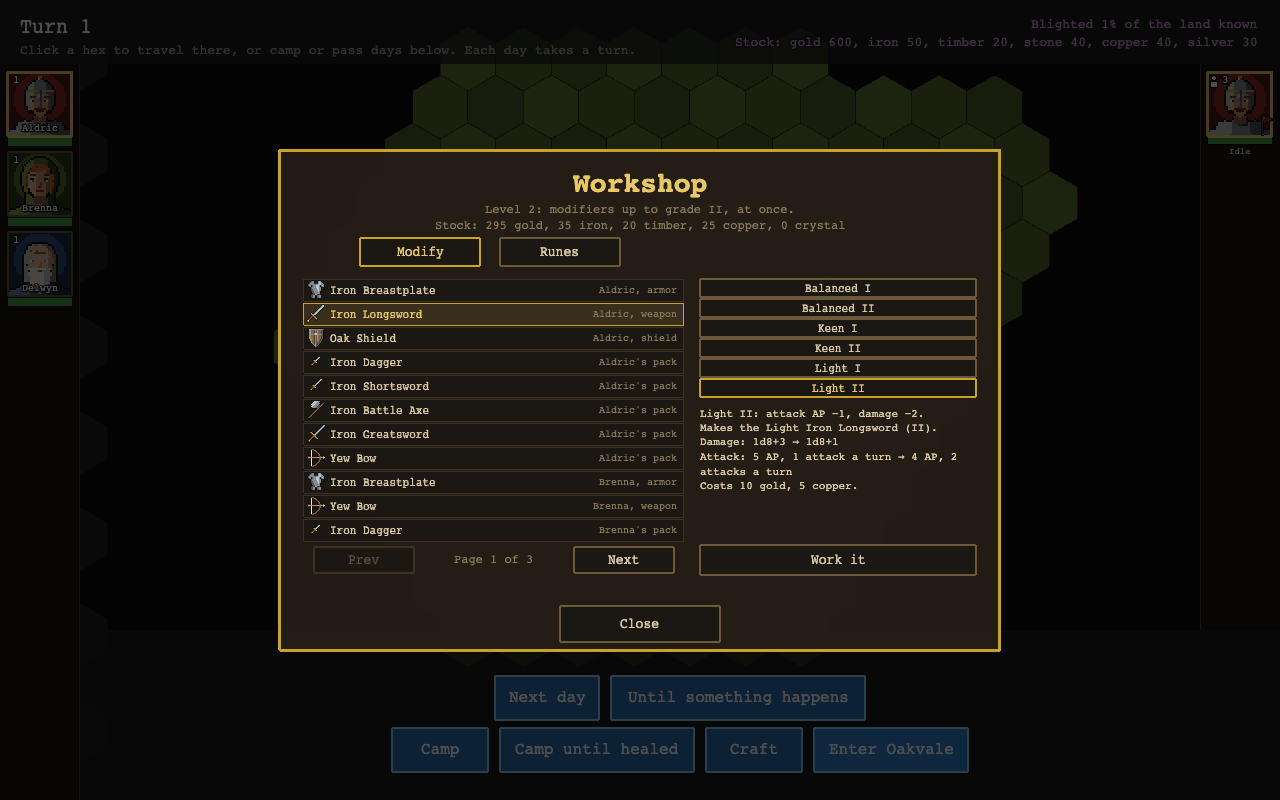 Turn 1
Click a hex to travel there, or camp or pass days below. Each day takes a turn.
Blighted 1% of the land known
Stock: gold 600, iron 50, timber 20, stone 40, copper 40, silver 30
1
Aldric
1
Brenna
1
Delwyn
3
Idle
Workshop
Level 2: modifiers up to grade II, at once.
Stock: 295 gold, 35 iron, 20 timber, 25 copper, 0 crystal
Modify
Runes
Iron Breastplate Aldric, armor
Iron Longsword Aldric, weapon
Oak Shield Aldric, shield
Iron Dagger Aldric's pack
Iron Shortsword Aldric's pack
Iron Battle Axe Aldric's pack
Iron Greatsword Aldric's pack
Yew Bow Aldric's pack
Iron Breastplate Brenna, armor
Yew Bow Brenna, weapon
Iron Dagger Brenna's pack
Prev
Page 1 of 3
Next
Balanced I
Balanced II
Keen I
Keen II
Light I
Light II
Light II: attack AP −1, damage −2.
Makes the Light Iron Longsword (II).
Damage: 1d8+3 → 1d8+1
Attack: 5 AP, 1 attack a turn → 4 AP, 2
attacks a turn
Costs 10 gold, 5 copper.
Work it
Close
Next day
Until something happens
Camp
Camp until healed
Craft
Enter Oakvale